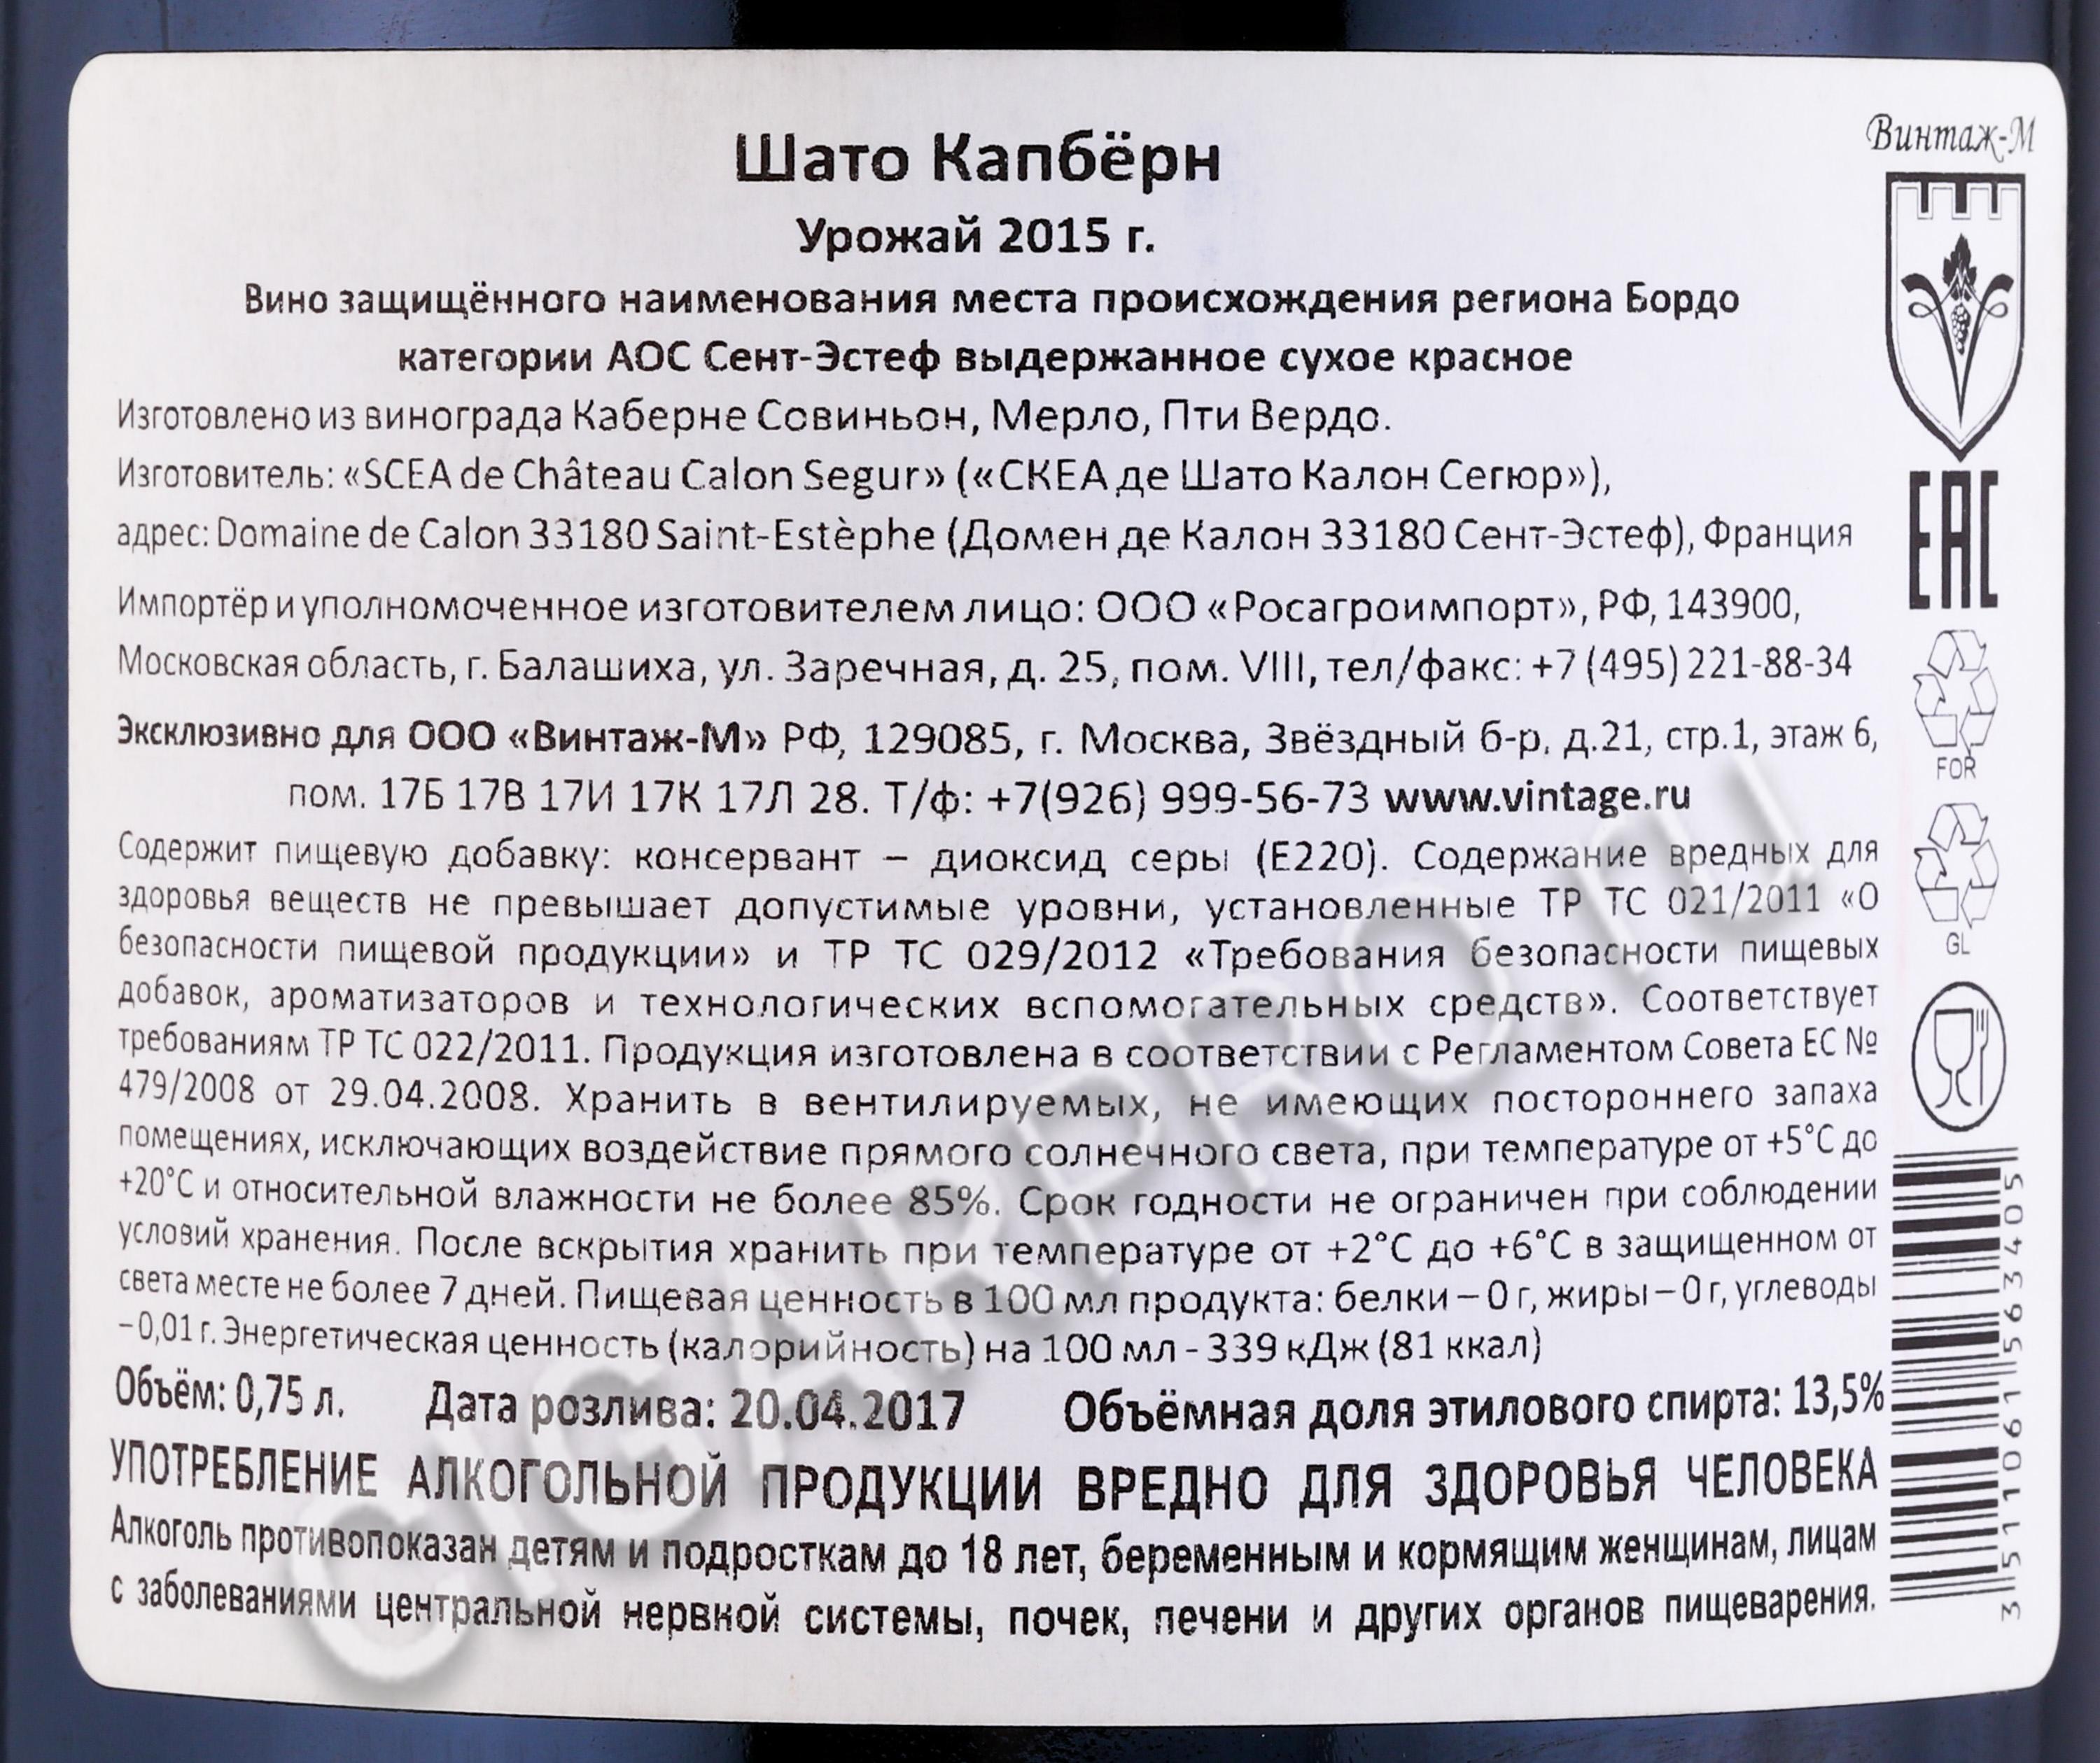 Винтаж-М
Шато Капбёрн
Урожай 2015 г.
Вино защищённого наименования места происхождения региона Бордо
категории АОС Сент-Эстеф выдержанное сухое красное
Изготовлено из винограда Каберне Совиньон, Мерло, Пти Вердо.
Изготовитель: «SCEA de Château Calon Segur» («СКЕА де Шато Калон Сегюр»),
адрес: Domaine de Calon 33180 Saint-Estèphe (Домен де Калон 33180 Сент-Эстеф), Франция
Импортёр и уполномоченное изготовителем лицо: ООО «Росагроимпорт», РФ, 143900,
Московская область, г. Балашиха, ул. Заречная, д. 25, пом. VIII, тел/факс: +7 (495) 221-88-34
Эксклюзивно для ООО «Винтаж-М» РФ, 129085, г. Москва, Звёздный б-р, д.21, стр.1, этаж 6,
пом. 17Б 17В 17И 17К 17Л 28. Т/ф: +7(926) 999-56-73 www.vintage.ru
Содержит пищевую добавку: консервант – диоксид серы (Е220). Содержание вредных для
здоровья веществ не превышает допустимые уровни, установленные ТР ТС 021/2011 «О
безопасности пищевой продукции» и ТР ТС 029/2012 «Требования безопасности пищевых
добавок, ароматизаторов и технологических вспомогательных средств». Соответствует
требованиям ТР ТС 022/2011. Продукция изготовлена в соответствии с Регламентом Совета ЕС №
479/2008 от 29.04.2008. Хранить в вентилируемых, не имеющих постороннего запаха
помещениях, исключающих воздействие прямого солнечного света, при температуре от +5°С до
+20°С и относительной влажности не более 85%. Срок годности не ограничен при соблюдении
условий хранения. После вскрытия хранить при температуре от +2°С до +6°С в защищенном от
света месте не более 7 дней. Пищевая ценность в 100 мл продукта: белки – 0 г, жиры – 0 г, углеводы
– 0,01 г. Энергетическая ценность (калорийность) на 100 мл - 339 кДж (81 ккал)
Объём: 0,75 л. Дата розлива: 20.04.2017 Объёмная доля этилового спирта: 13,5%
УПОТРЕБЛЕНИЕ АЛКОГОЛЬНОЙ ПРОДУКЦИИ ВРЕДНО ДЛЯ ЗДОРОВЬЯ ЧЕЛОВЕКА
Алкоголь противопоказан детям и подросткам до 18 лет, беременным и кормящим женщинам, лицам
с заболеваниями центральной нервной системы, почек, печени и других органов пищеварения.
EAC
FOR
GL
3 511061 563405
CIGARPRO.ru